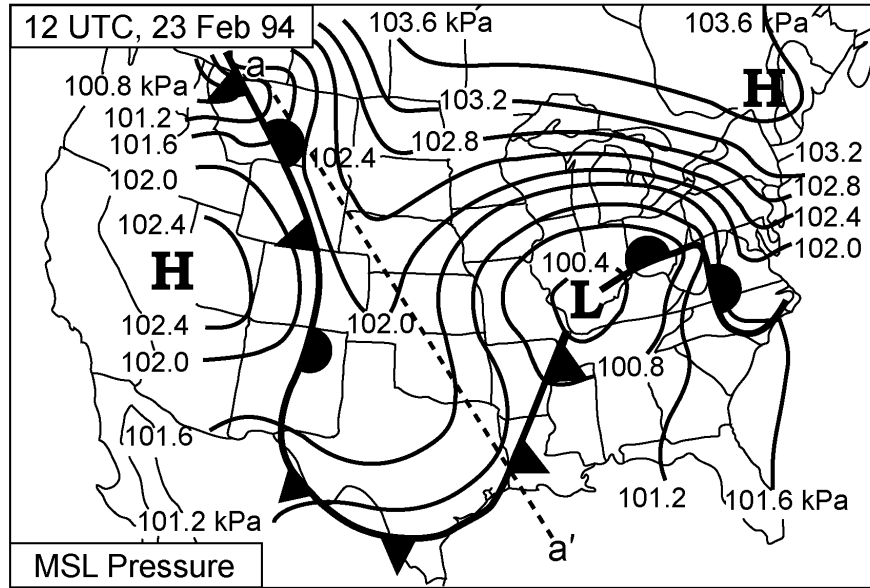 12 UTC, 23 Feb 94
103.6 kPa
103.6 kPa
a
100.8 kPa
H
103.2
101.2
101.6
102.8
102.4
103.2
102.0
102.8
102.4
102.4
102.0
H
100.4
L
102.4
102.0
102.0
100.8
101.6
101.2
101.6 kPa
101.2 kPa
a'
MSL Pressure